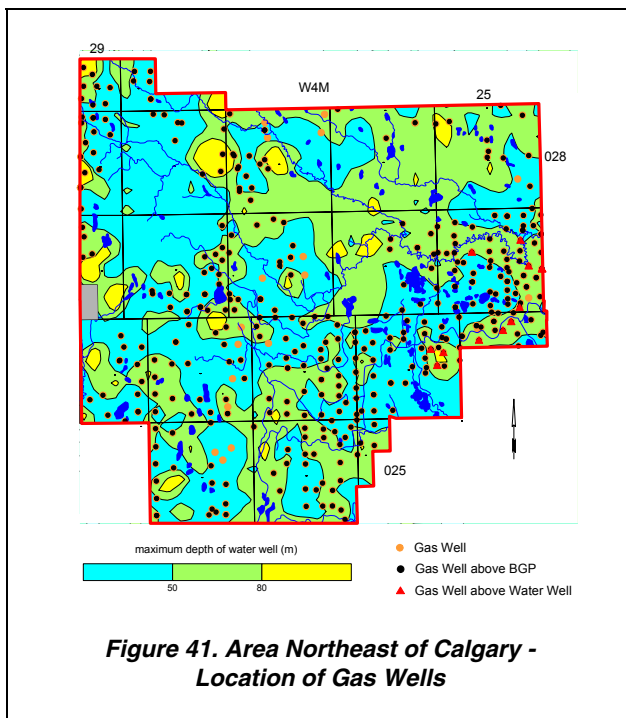 29
W4M
25
028
025
maximum depth of water well (m)
50 80
Gas Well
Gas Well above BGP
Gas Well above Water Well
Figure 41. Area Northeast of Calgary -
Location of Gas Wells